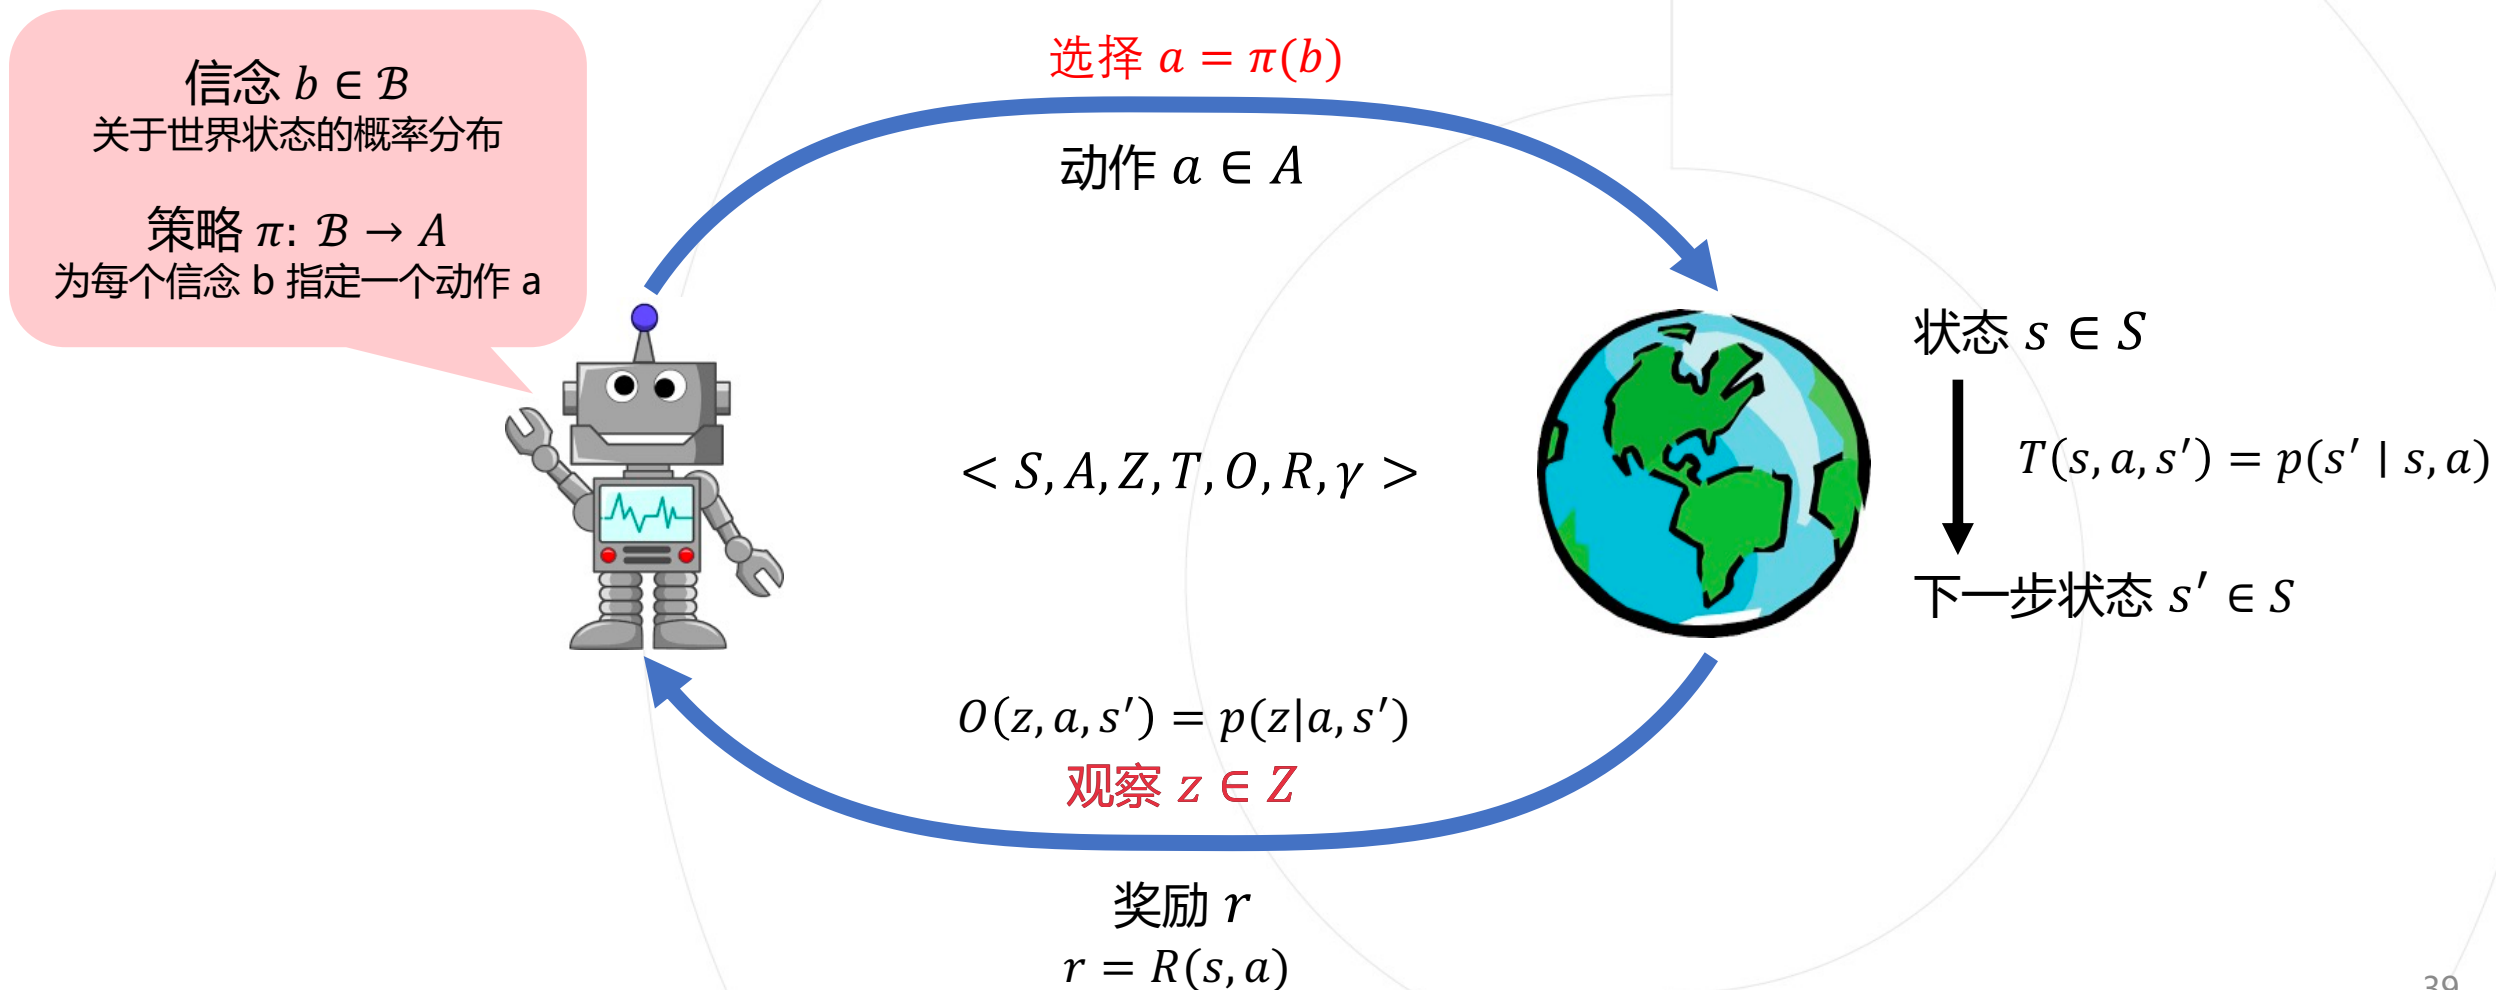 信念 b ∈ ℬ
关于世界状态的概率分布
策略 π: ℬ → A
为每个信念 b 指定一个动作 a
选择 a = π(b)
动作 a ∈ A
< S, A, Z, T, O, R, γ >
状态 s ∈ S
T(s, a, s′) = p(s′ | s, a)
下一步状态 s′ ∈ S
O(z, a, s′) = p(z|a, s′)
观察 z ∈ Z
奖励 r
r = R(s, a)
39